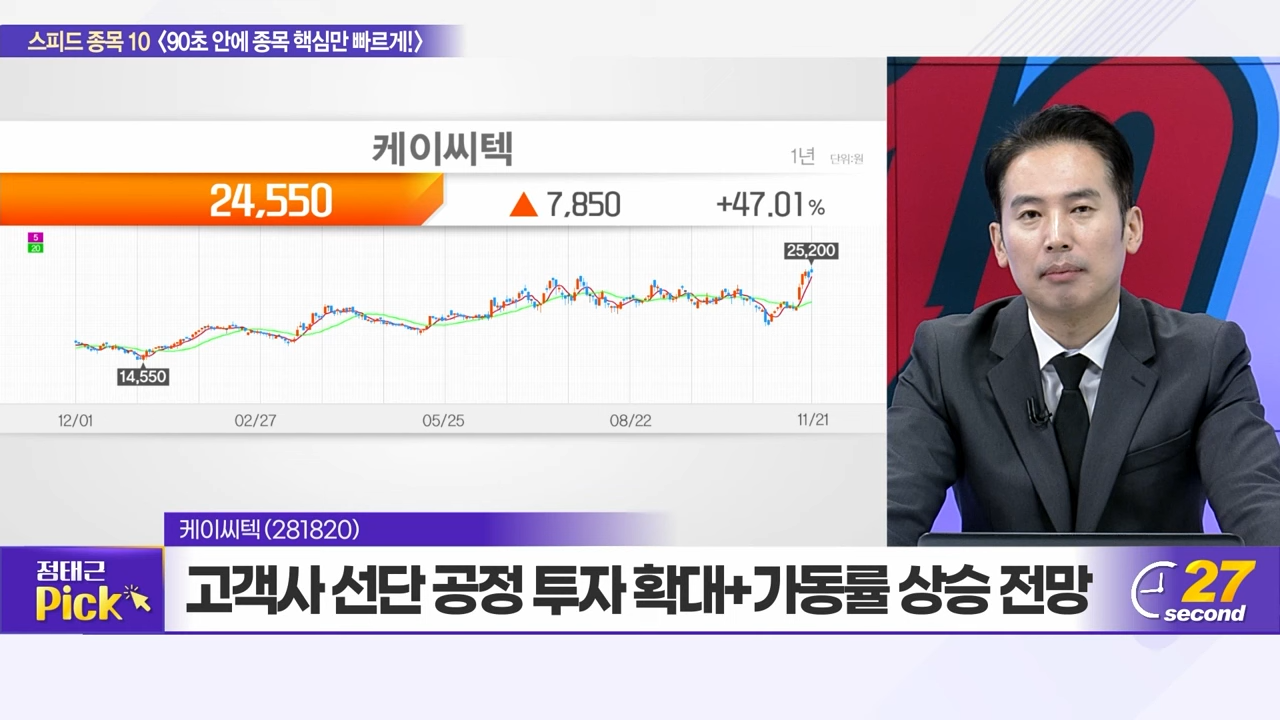 스피드 종목 10 〈90초 안에 종목 핵심만 빠르게!〉
케이씨텍
1년 단위:원
24,550 ▲ 7,850 +47.01%
5
20
25,200
14,550
12/01 02/27 05/25 08/22 11/21
케이씨텍(281820)
정태근
Pick
고객사 선단 공정 투자 확대+가동률 상승 전망
27
second